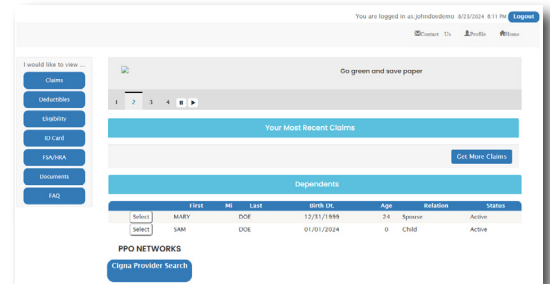 You are logged in as:johndoedemo 8/23/2024 8:11 PM Logout
Contact Us Profile Home
I would like to view ...
Claims
Deductibles
Eligibility
ID Card
FSA/HRA
Documents
FAQ
Go green and save paper
1 2 3 4
Your Most Recent Claims
Get More Claims
Dependents
First MI Last Birth Dt. Age Relation Status
Select MARY DOE 12/31/1999 24 Spouse Active
Select SAM DOE 01/01/2024 0 Child Active
PPO NETWORKS
Cigna Provider Search